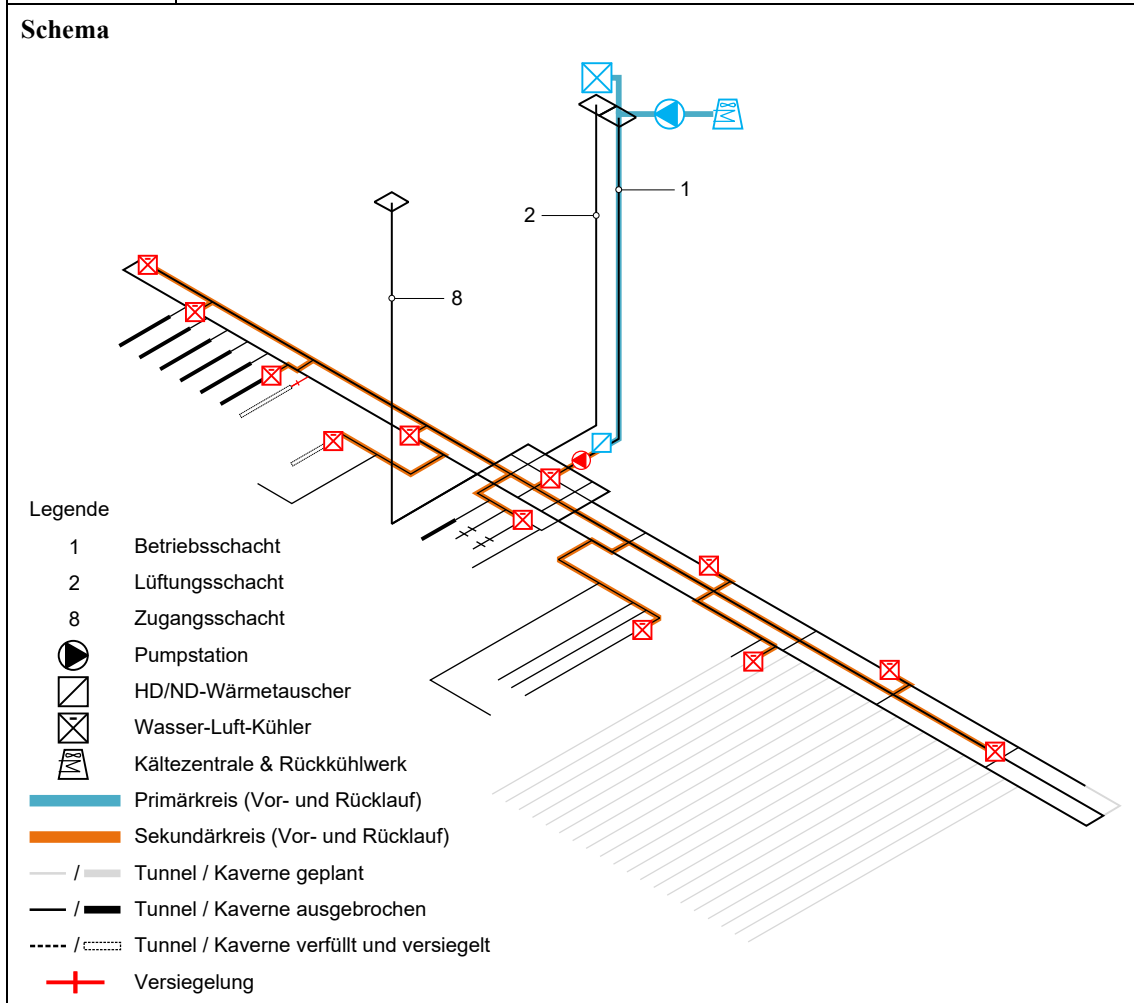 Schema
1
2
8
Legende
1 Betriebsschacht
2 Lüftungsschacht
8 Zugangsschacht
Pumpstation
HD/ND-Wärmetauscher
Wasser-Luft-Kühler
M Kältezentrale & Rückkühlwerk
Primärkreis (Vor- und Rücklauf)
Sekundärkreis (Vor- und Rücklauf)
/ Tunnel / Kaverne geplant
/ Tunnel / Kaverne ausgebrochen
/ Tunnel / Kaverne verfüllt und versiegelt
Versiegelung